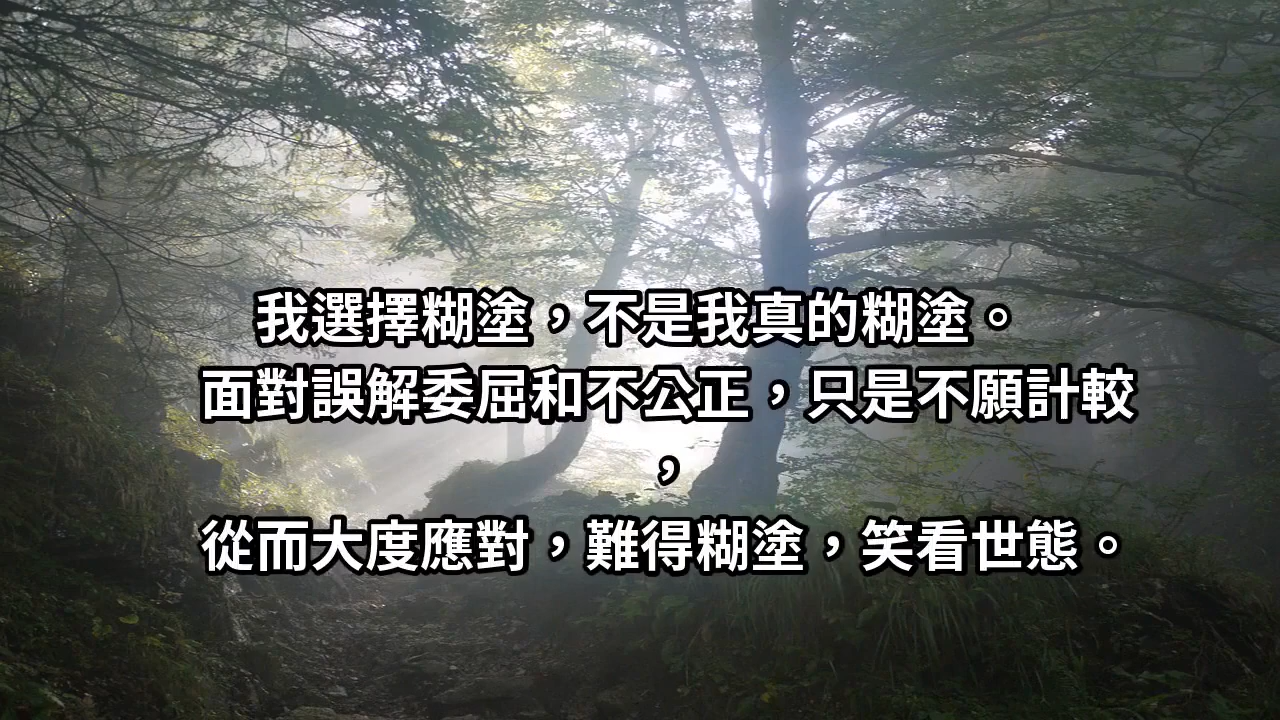 我選擇糊塗，不是我真的糊塗。
面對誤解委屈和不公正，只是不願計較
，
從而大度應對，難得糊塗，笑看世態。